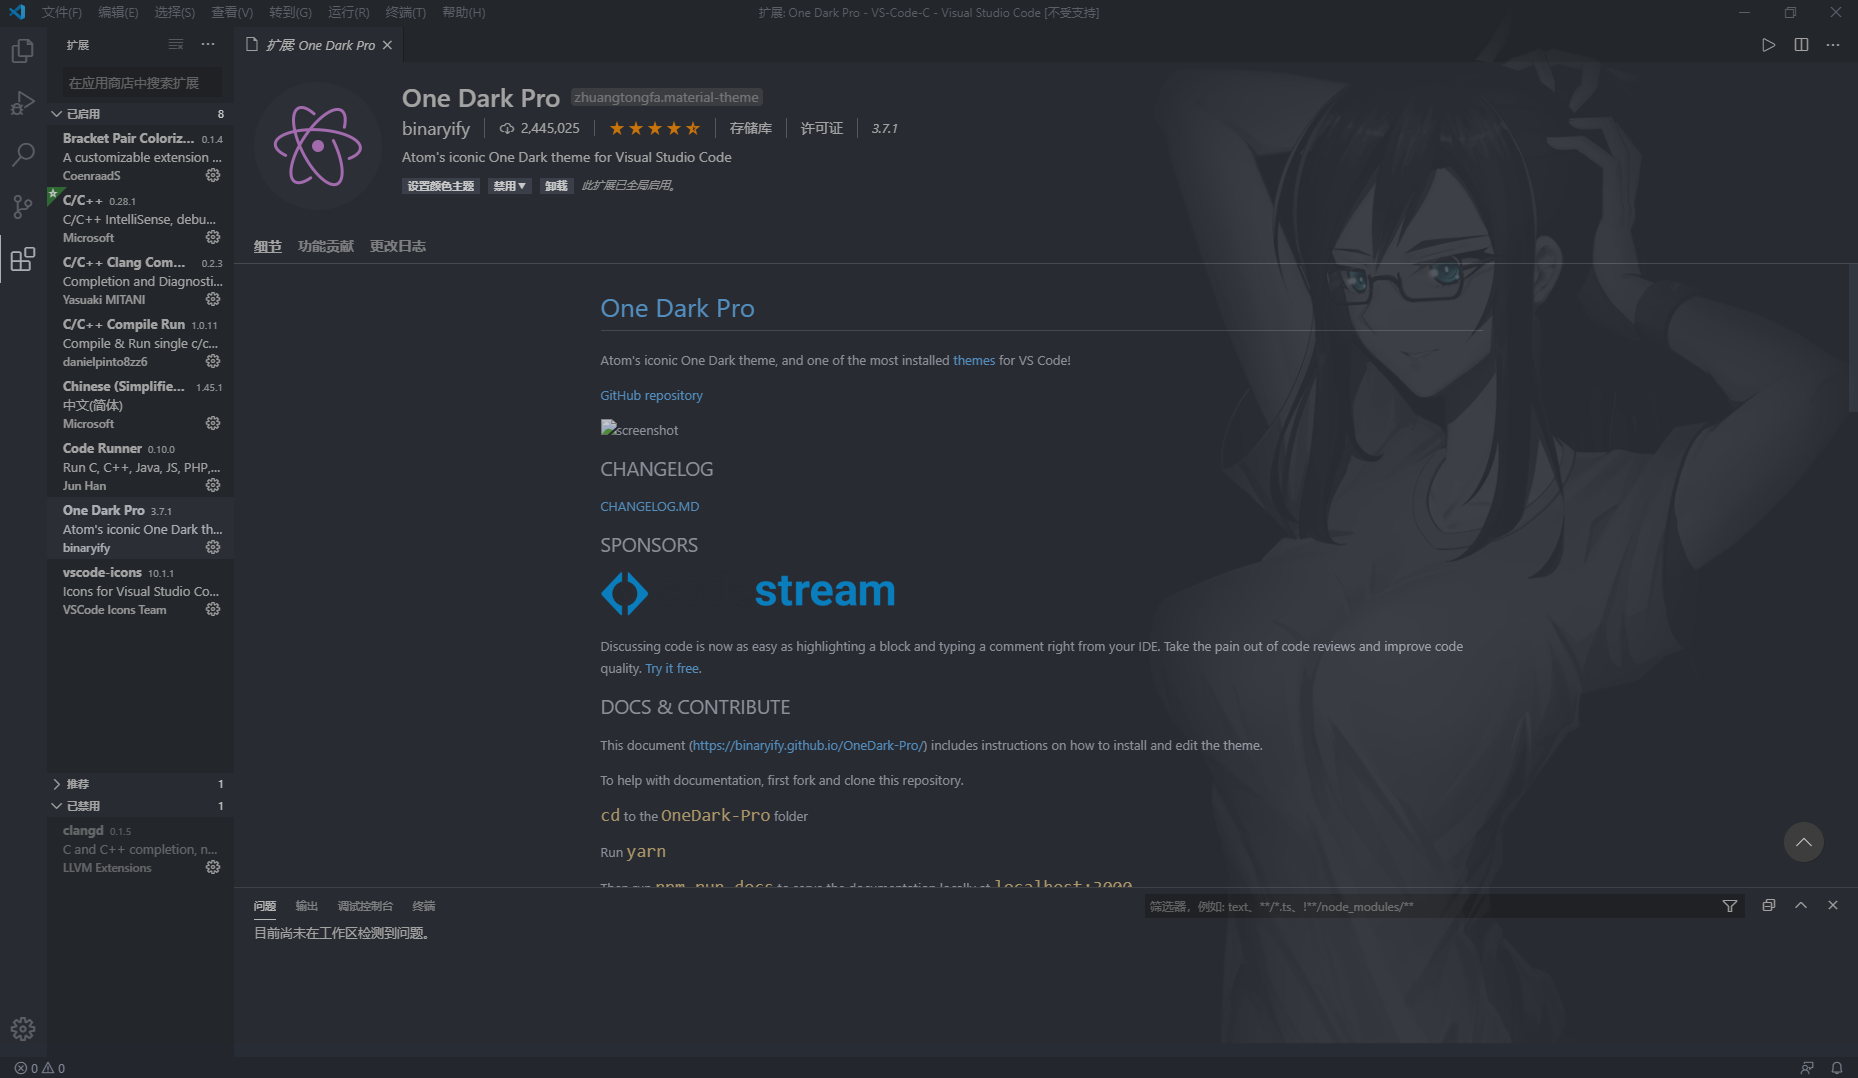 文件(F) 编辑(E) 选择(S) 查看(V) 转到(G) 运行(R) 终端(T) 帮助(H)
扩展: One Dark Pro - VS-Code-C - Visual Studio Code [不受支持]
扩展
在应用商店中搜索扩展
已启用 8
Bracket Pair Coloriz... 0.1.4
A customizable extension ...
CoenraadS
C/C++ 0.28.1
C/C++ IntelliSense, debu...
Microsoft
C/C++ Clang Com... 0.2.3
Completion and Diagnosti...
Yasuaki MITANI
C/C++ Compile Run 1.0.11
Compile & Run single c/c...
danielpinto8zz6
Chinese (Simplifie... 1.45.1
中文(简体)
Microsoft
Code Runner 0.10.0
Run C, C++, Java, JS, PHP,...
Jun Han
One Dark Pro 3.7.1
Atom's iconic One Dark th...
binaryify
vscode-icons 10.1.1
Icons for Visual Studio Co...
VSCode Icons Team
推荐 1
已禁用 1
clangd 0.1.5
C and C++ completion, n...
LLVM Extensions
扩展: One Dark Pro
One Dark Pro zhuangtongfa.material-theme
binaryify 2,445,025 存储库 许可证 3.7.1
Atom's iconic One Dark theme for Visual Studio Code
设置颜色主题 禁用 卸载 此扩展已全局启用。
细节 功能贡献 更改日志
One Dark Pro
Atom's iconic One Dark theme, and one of the most installed themes for VS Code!
GitHub repository
screenshot
CHANGELOG
CHANGELOG.MD
SPONSORS
stream
Discussing code is now as easy as highlighting a block and typing a comment right from your IDE. Take the pain out of code reviews and improve code
quality. Try it free.
DOCS & CONTRIBUTE
This document (https://binaryify.github.io/OneDark-Pro/) includes instructions on how to install and edit the theme.
To help with documentation, first fork and clone this repository.
cd to the OneDark-Pro folder
Run yarn
Then run npm run docs to serve the documentation locally at localhost:3000
问题 输出 调试控制台 终端
筛选器，例如: text、**/*.ts、!**/node_modules/**
目前尚未在工作区检测到问题。
0 0